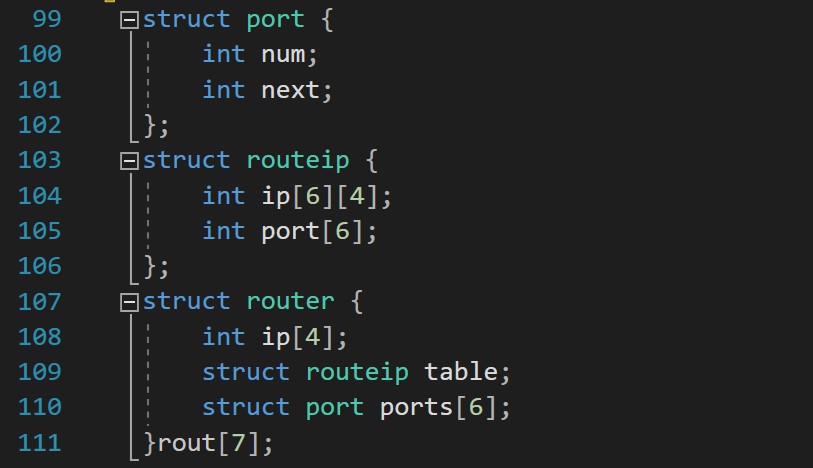 99 struct port {
100 int num;
101 int next;
102 };
103 struct routeip {
104 int ip[6][4];
105 int port[6];
106 };
107 struct router {
108 int ip[4];
109 struct routeip table;
110 struct port ports[6];
111 }rout[7];